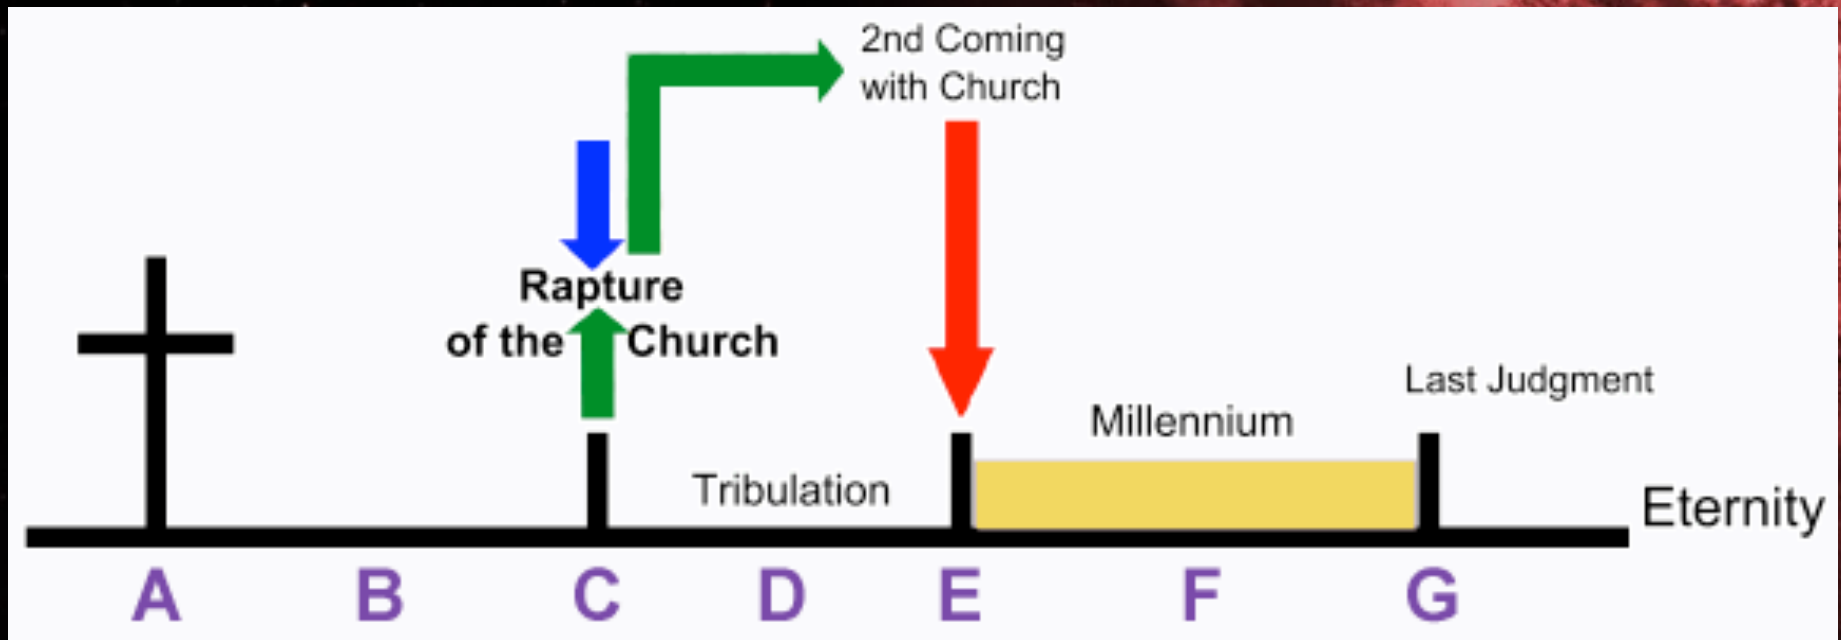 2nd Coming
with Church
Rapture
of the Church
Last Judgment
Millennium
Tribulation
Eternity
A B C D E F G